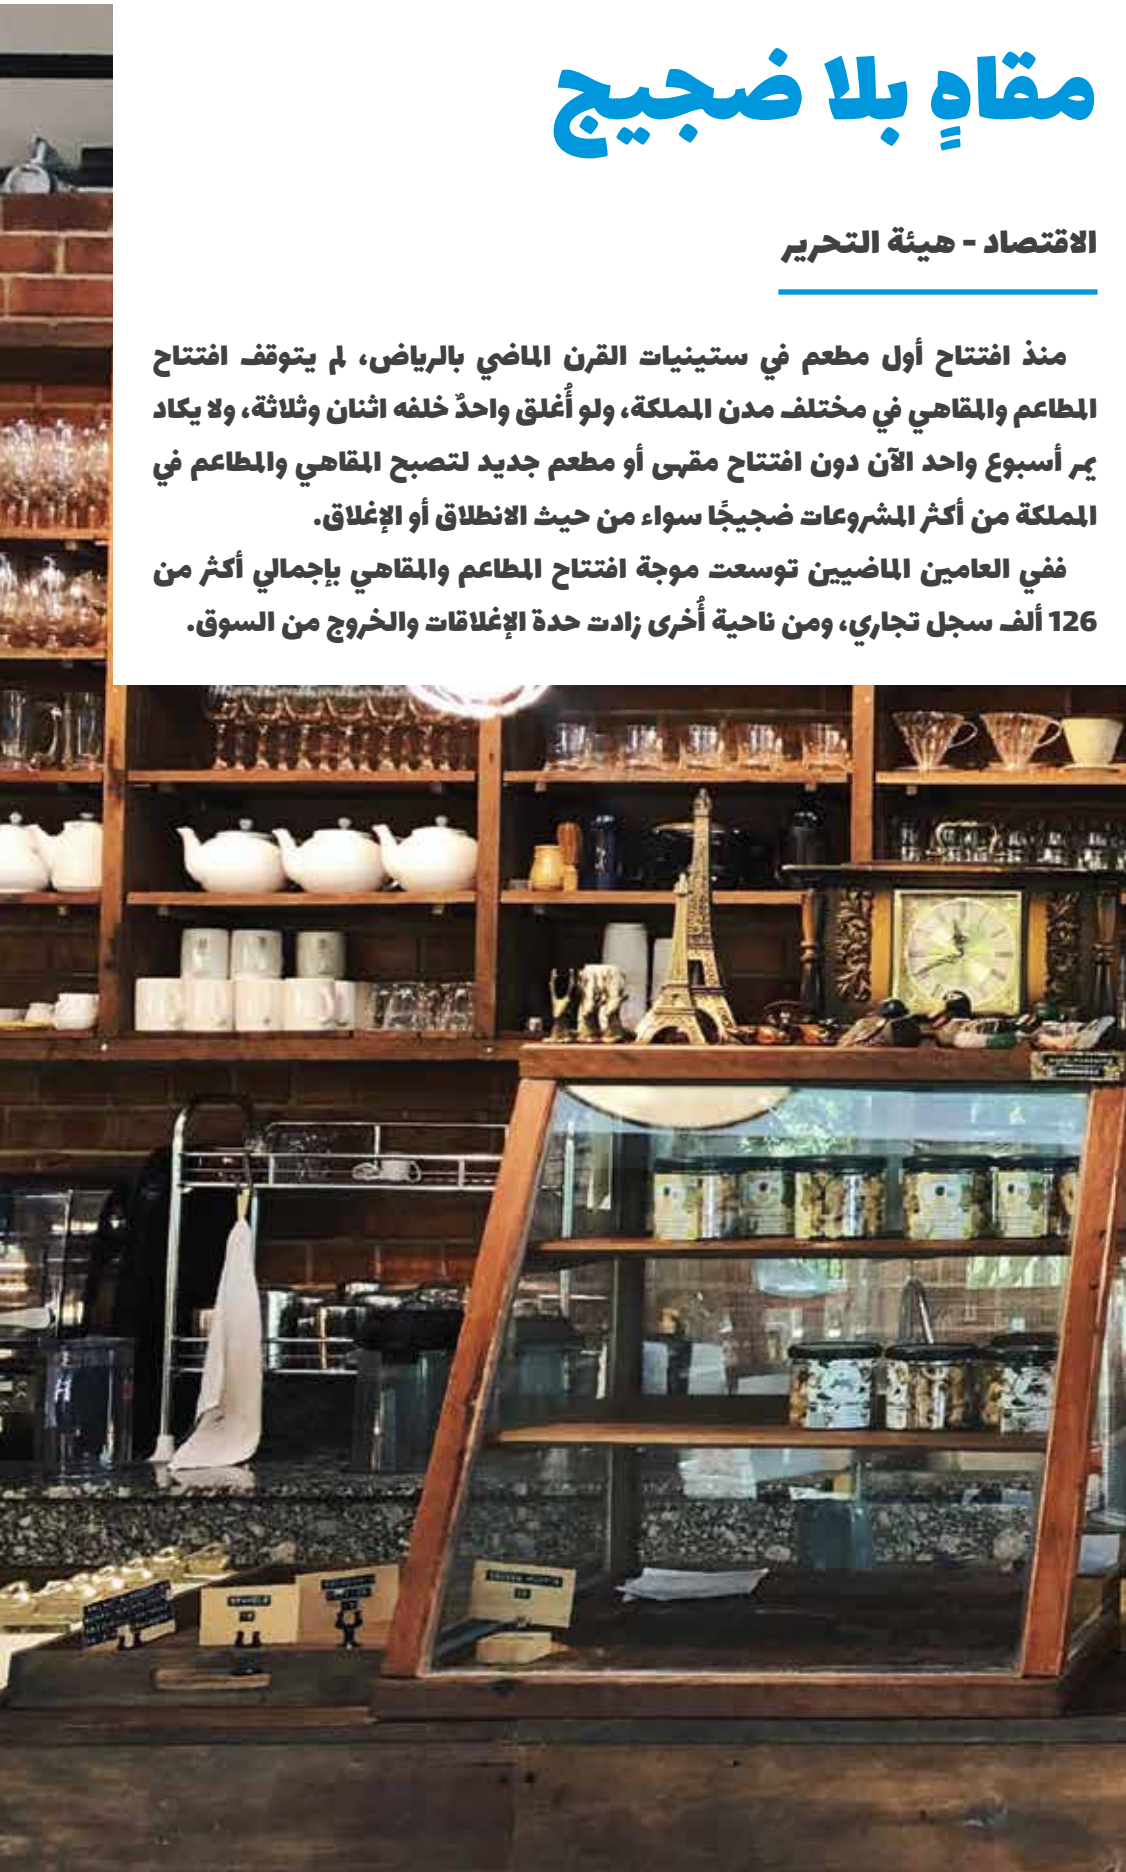 مقاهٍ بلا ضجيج
الاقتصاد - هيئة التحرير
منذ افتتاح أول مطعم في ستينيات القرن الماضي بالرياض، لم يتوقف افتتاح
المطاعم والمقاهي في مختلف مدن المملكة، ولو أُغلق واحدٌ خلفه اثنان وثلاثة، ولا يكاد
يمر أسبوع واحد الآن دون افتتاح مقهى أو مطعم جديد لتصبح المقاهي والمطاعم في
المملكة من أكثر المشروعات ضجيجًا سواء من حيث الانطلاق أو الإغلاق.
ففي العامين الماضيين توسعت موجة افتتاح المطاعم والمقاهي بإجمالي أكثر من
126 ألف سجل تجاري، ومن ناحية أُخرى زادت حدة الإغلاقات والخروج من السوق.